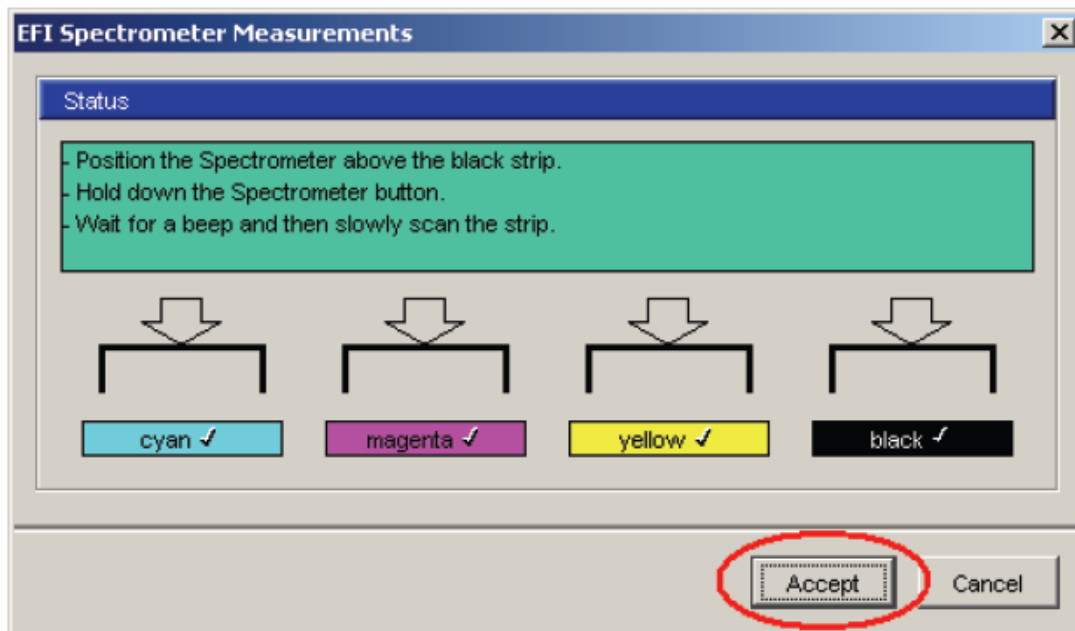 EFI Spectrometer Measurements
Status
- Position the Spectrometer above the black strip.
- Hold down the Spectrometer button.
- Wait for a beep and then slowly scan the strip.
cyan ✓ magenta ✓ yellow ✓ black ✓
Accept Cancel